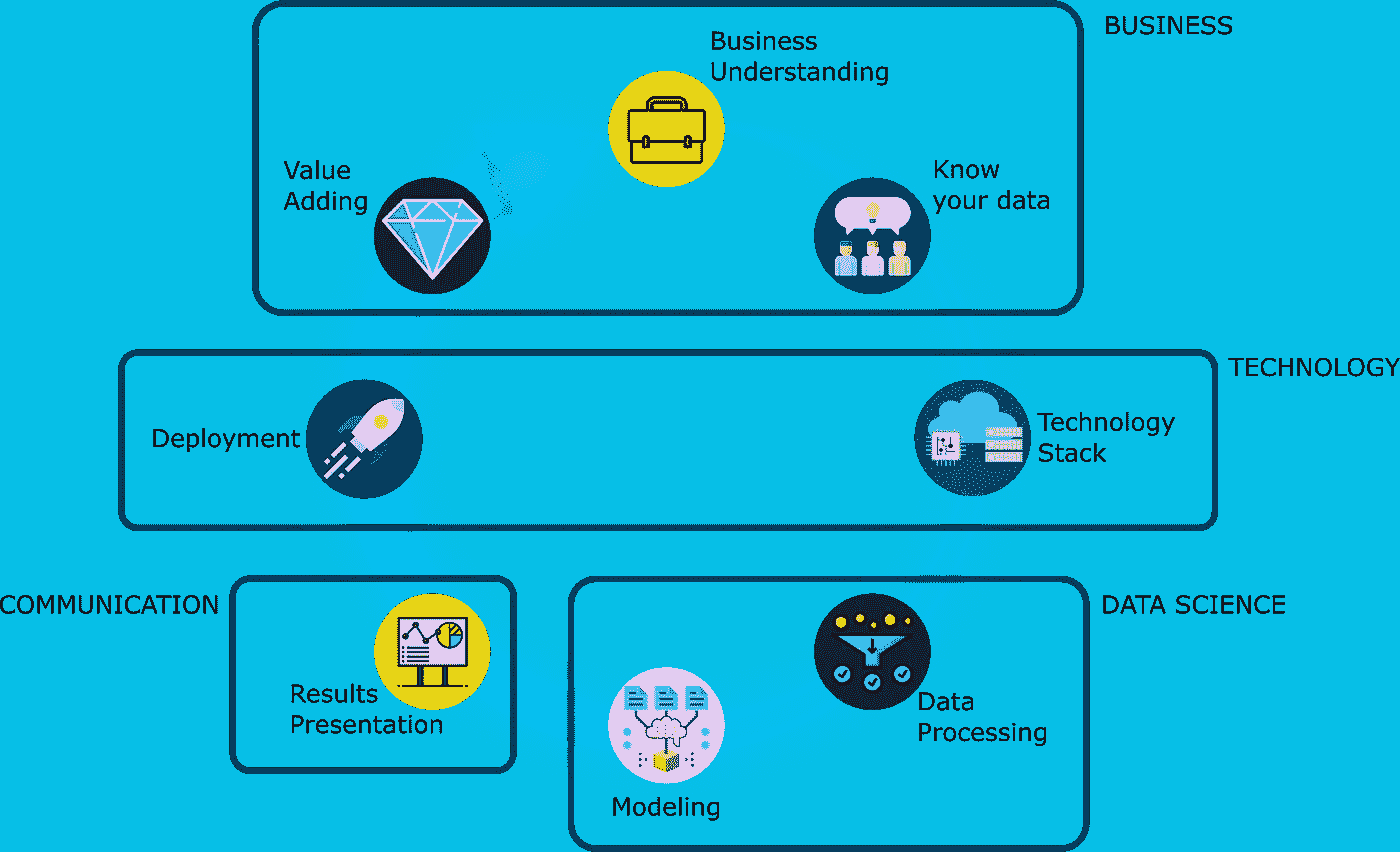 BUSINESS
Business
Understanding
Value
Adding
Know
your data
TECHNOLOGY
Deployment
Technology
Stack
COMMUNICATION
Results
Presentation
DATA SCIENCE
Data
Processing
Modeling